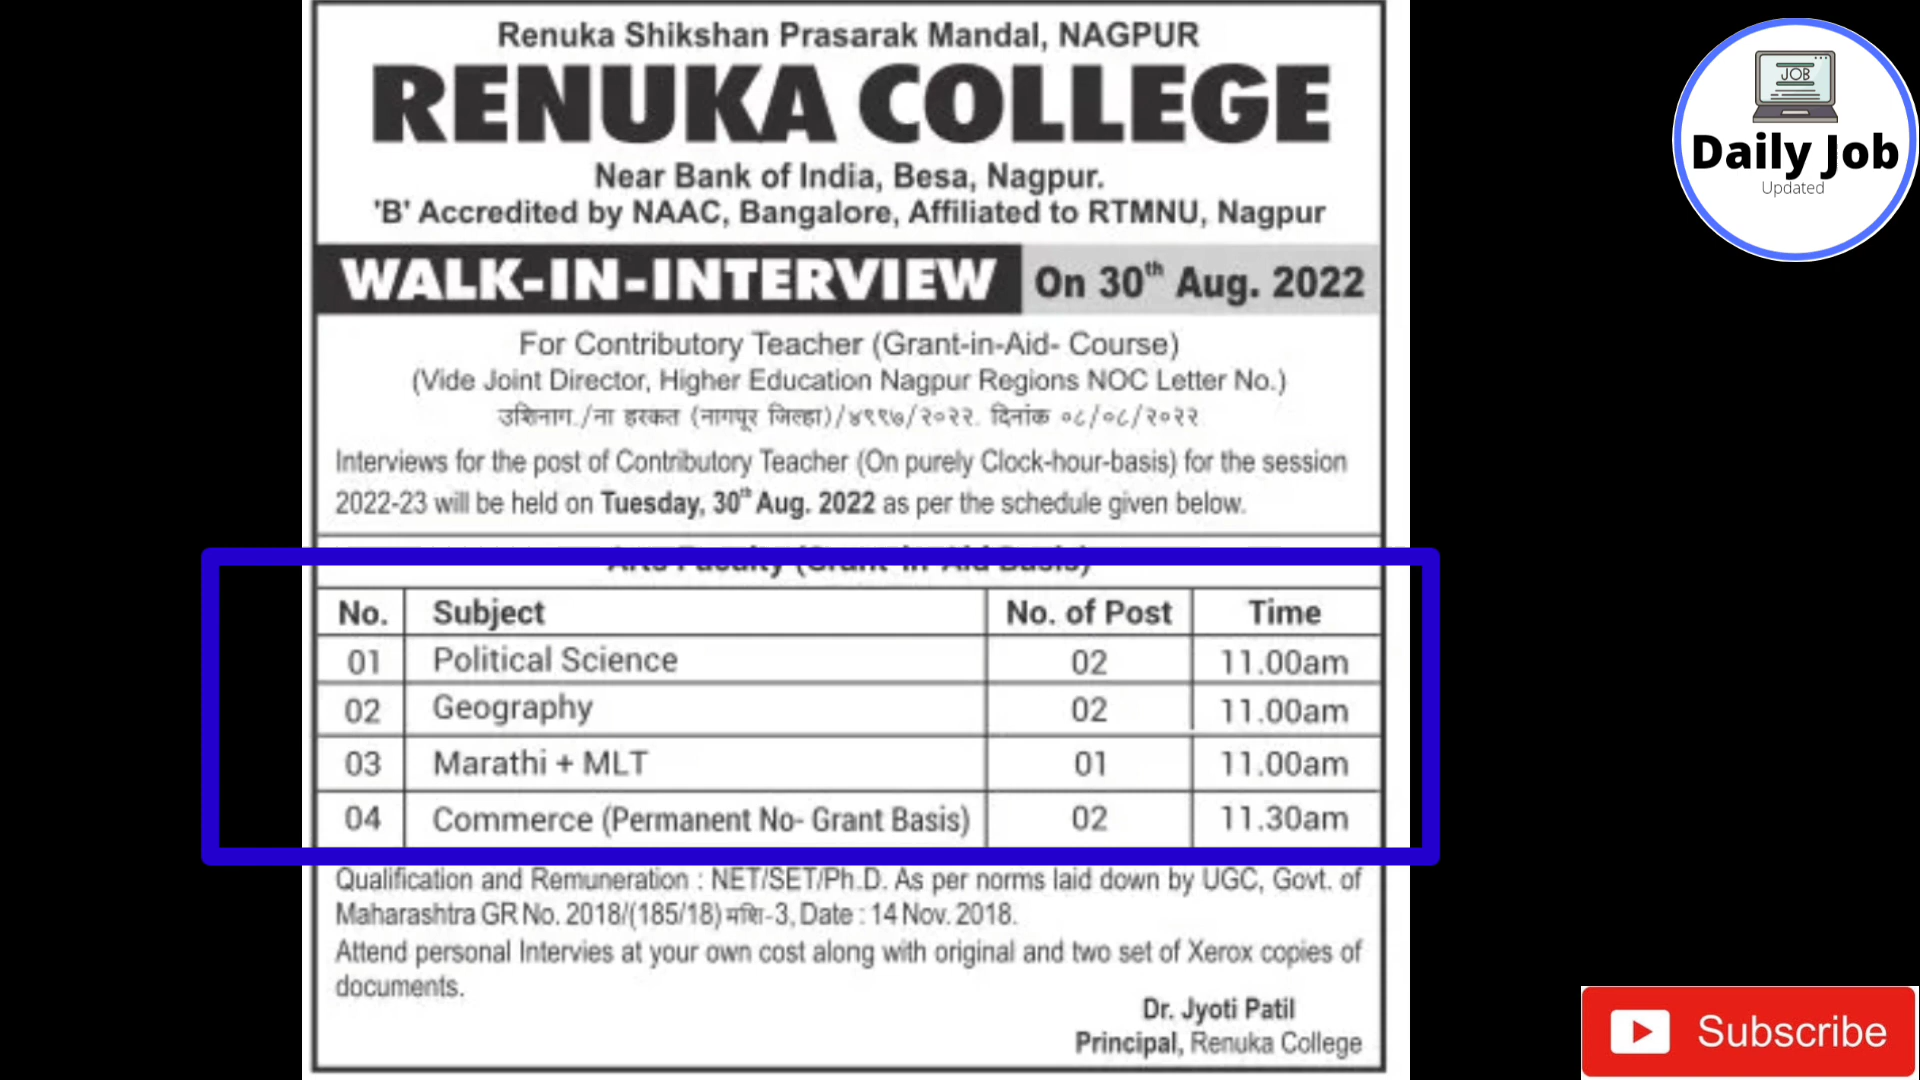 Renuka Shikshan Prasarak Mandal, NAGPUR
RENUKA COLLEGE
Near Bank of India, Besa, Nagpur.
'B' Accredited by NAAC, Bangalore, Affiliated to RTMNU, Nagpur
WALK-IN-INTERVIEW On 30th Aug. 2022
For Contributory Teacher (Grant-in-Aid- Course)
(Vide Joint Director, Higher Education Nagpur Regions NOC Letter No.)
उशिनाग./ना हरकत (नागपूर जिल्हा)/४९९७/२०२२. दिनांक ०८/०८/२०२२
Interviews for the post of Contributory Teacher (On purely Clock-hour-basis) for the session
2022-23 will be held on Tuesday, 30th Aug. 2022 as per the schedule given below.
Arts Faculty (Grant-in-Aid Basis)
No. Subject No. of Post Time
01 Political Science 02 11.00am
02 Geography 02 11.00am
03 Marathi + MLT 01 11.00am
04 Commerce (Permanent No- Grant Basis) 02 11.30am
Qualification and Remuneration : NET/SET/Ph.D. As per norms laid down by UGC, Govt. of
Maharashtra GR No. 2018/(185/18) मशि-3, Date : 14 Nov. 2018.
Attend personal Intervies at your own cost along with original and two set of Xerox copies of
documents.
Dr. Jyoti Patil
Principal, Renuka College
JOB
Daily Job
Updated
Subscribe